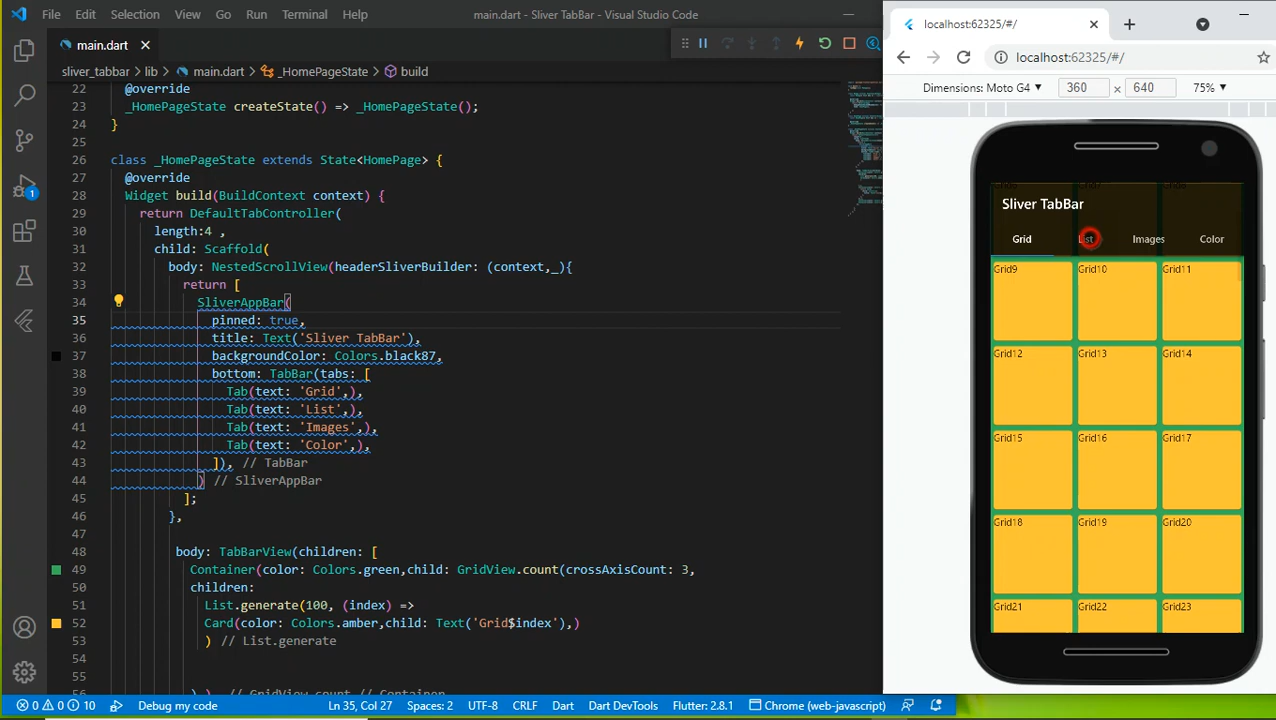 File Edit Selection View Go Run Terminal Help
main.dart - Sliver TabBar - Visual Studio Code
main.dart
sliver_tabbar > lib > main.dart > _HomePageState > build
22 @override
23 _HomePageState createState() => _HomePageState();
24 }
25
26 class _HomePageState extends State<HomePage> {
27 @override
28 Widget build(BuildContext context) {
29 return DefaultTabController(
30 length:4 ,
31 child: Scaffold(
32 body: NestedScrollView(headerSliverBuilder: (context,_){
33 return [
34 SliverAppBar(
35 pinned: true,
36 title: Text('Sliver TabBar'),
37 backgroundColor: Colors.black87,
38 bottom: TabBar(tabs: [
39 Tab(text: 'Grid',),
40 Tab(text: 'List',),
41 Tab(text: 'Images',),
42 Tab(text: 'Color',),
43 ]), // TabBar
44 ) // SliverAppBar
45 ];
46 },
47
48 body: TabBarView(children: [
49 Container(color: Colors.green,child: GridView.count(crossAxisCount: 3,
50 children:
51 List.generate(100, (index) =>
52 Card(color: Colors.amber,child: Text('Grid$index'),)
53 ) // List.generate
54
55
56 ) ) // GridView.count // Container
1
0 0 10 Debug my code Ln 35, Col 27 Spaces: 2 UTF-8 CRLF Dart Dart DevTools Flutter: 2.8.1 Chrome (web-javascript)
localhost:62325/#/
localhost:62325/#/
Dimensions: Moto G4 360 × 640 75%
Grid6 Grid7 Grid8
Sliver TabBar
Grid List Images Color
Grid9 Grid10 Grid11
Grid12 Grid13 Grid14
Grid15 Grid16 Grid17
Grid18 Grid19 Grid20
Grid21 Grid22 Grid23